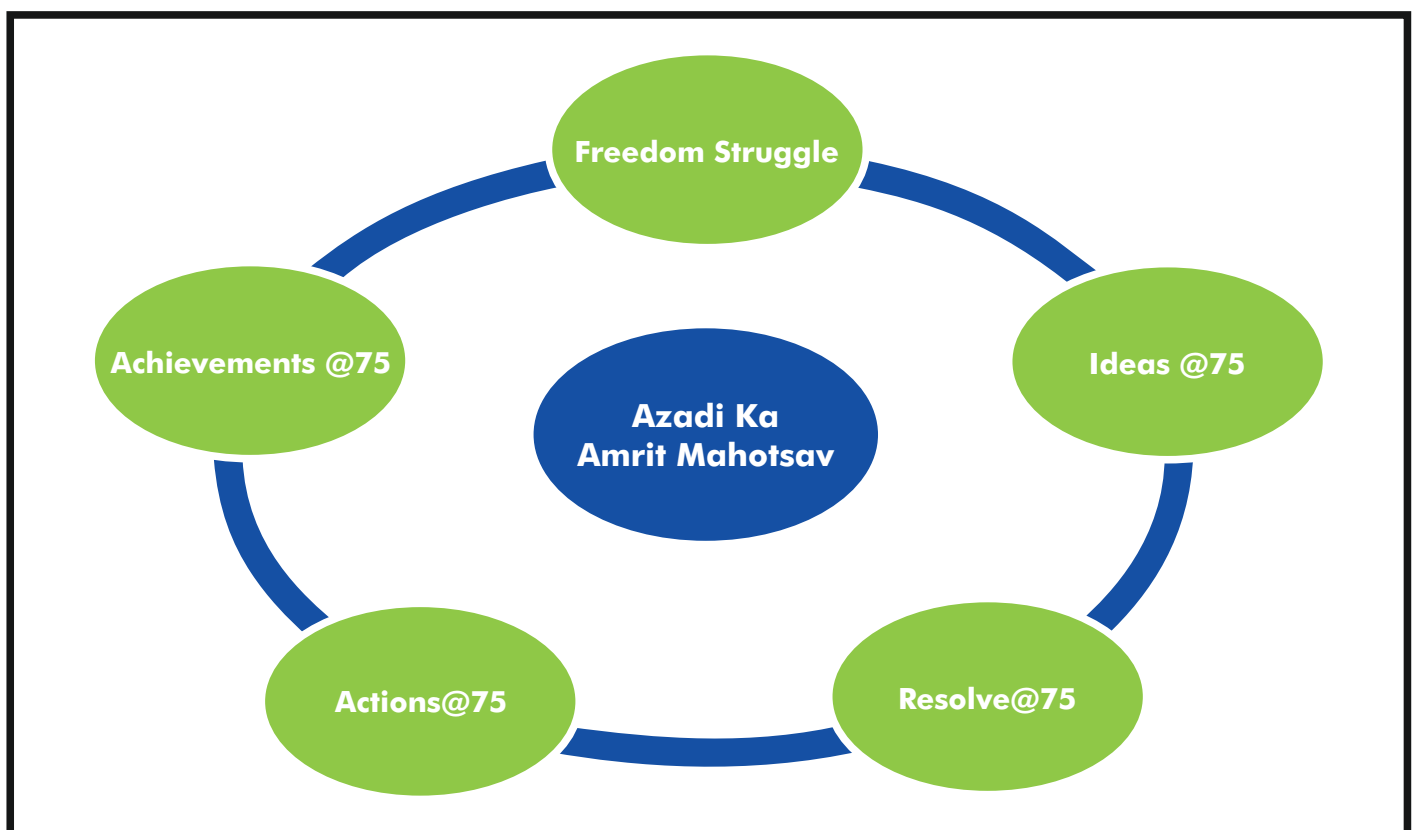 Freedom Struggle
Achievements @75
Ideas @75
Azadi Ka
Amrit Mahotsav
Actions@75
Resolve@75